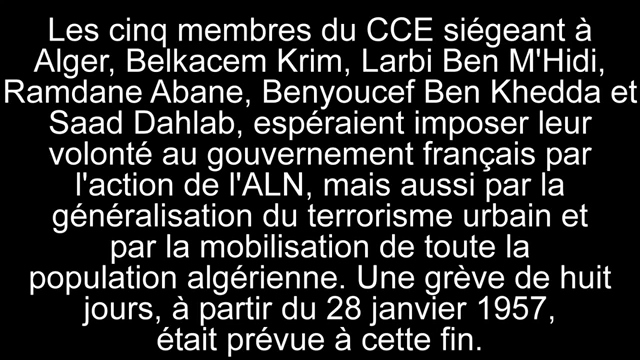 Les cinq membres du CCE siégeant à
Alger, Belkacem Krim, Larbi Ben M'Hidi,
Ramdane Abane, Benyoucef Ben Khedda et
Saad Dahlab, espéraient imposer leur
volonté au gouvernement français par
l'action de l'ALN, mais aussi par la
généralisation du terrorisme urbain et
par la mobilisation de toute la
population algérienne. Une grève de huit
jours, à partir du 28 janvier 1957,
était prévue à cette fin.